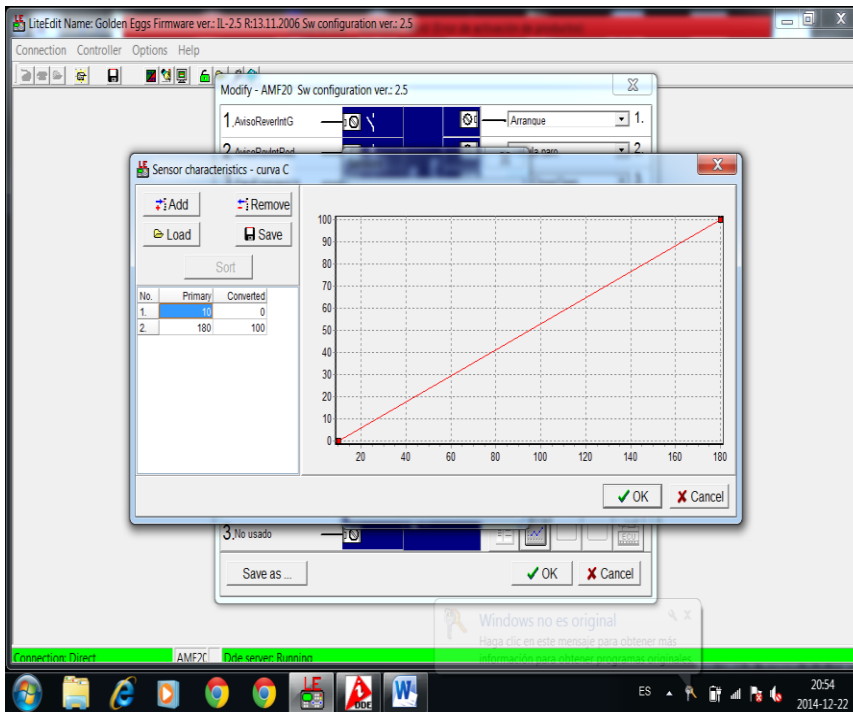 LiteEdit Name: Golden Eggs Firmware ver.: IL-2.5 R:13.11.2006 Sw configuration ver.: 2.5
Connection Controller Options Help
Modify - AMF20 Sw configuration ver.: 2.5
1. AvisoReverIntG
Arranque
1.
2.
2.
Sensor characteristics - curva C
Add
Remove
Load
Save
Sort
No. Primary Converted
1. 10 0
2. 180 100
100
90
80
70
60
50
40
30
20
10
0
20 40 60 80 100 120 140 160 180
OK
Cancel
3. No usado
Save as ...
OK
Cancel
Windows no es original
Haga clic en este mensaje para obtener más
información para obtener programas originales
Connection: Direct
AMF20
Dde server: Running
LE
DDE
W
ES
20:54
2014-12-22